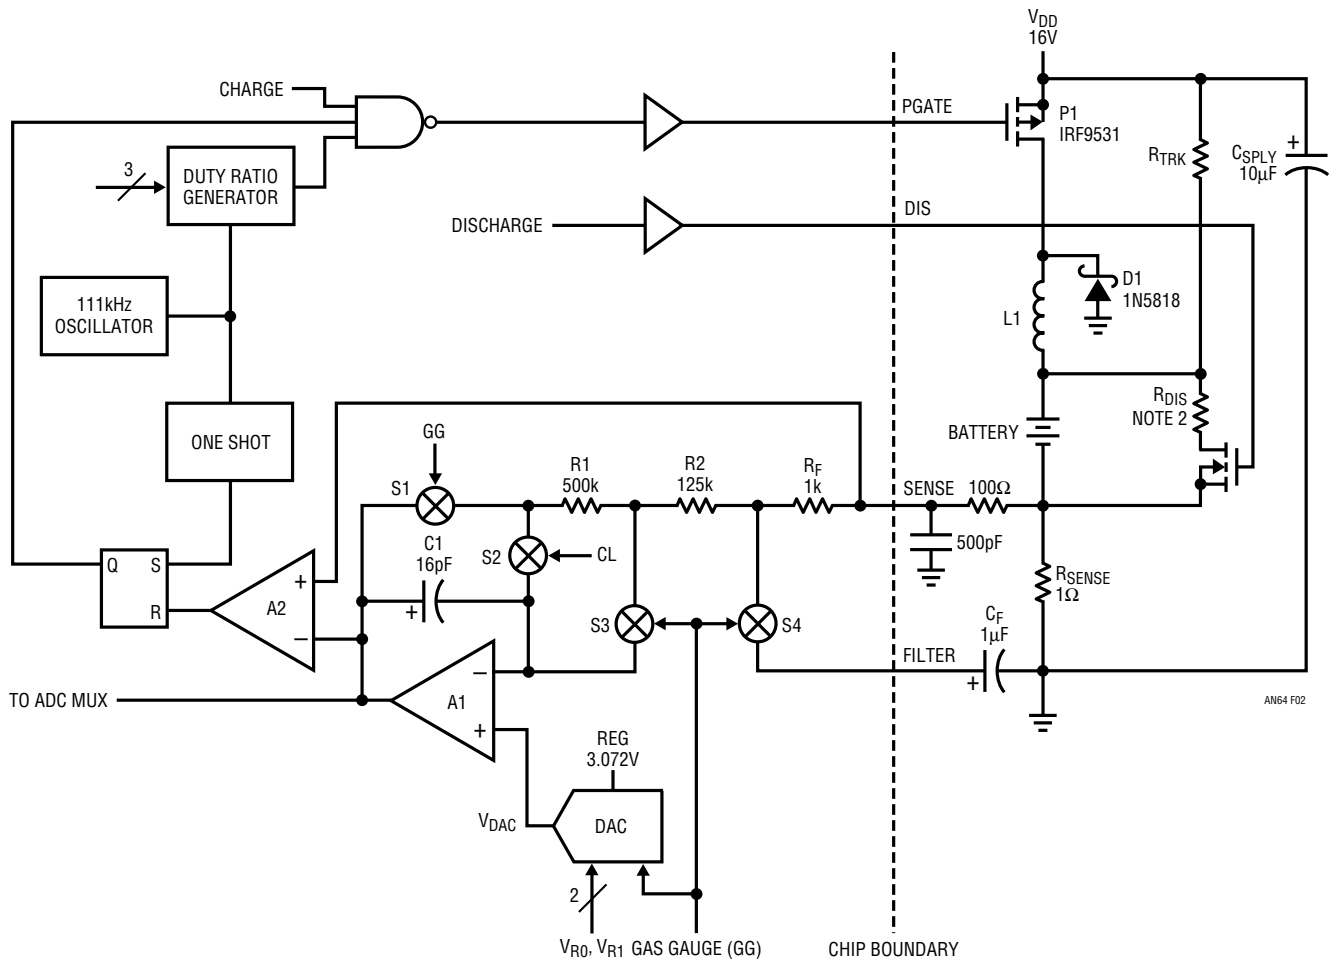 VDD
16V
CHARGE
PGATE
P1
IRF9531
RTRK
CSPLY
+
10µF
3
DUTY RATIO
GENERATOR
DISCHARGE
DIS
D1
1N5818
L1
111kHz
OSCILLATOR
RDIS
NOTE 2
ONE SHOT
BATTERY
GG
S1
R1
500k
R2
125k
RF
1k
SENSE
100Ω
C1
16pF
+
S2
CL
500pF
Q
S
R
A2
+
–
RSENSE
1Ω
S3
S4
CF
1µF
+
FILTER
TO ADC MUX
A1
–
+
AN64 F02
REG
3.072V
VDAC
DAC
2
VR0, VR1 GAS GAUGE (GG)
CHIP BOUNDARY